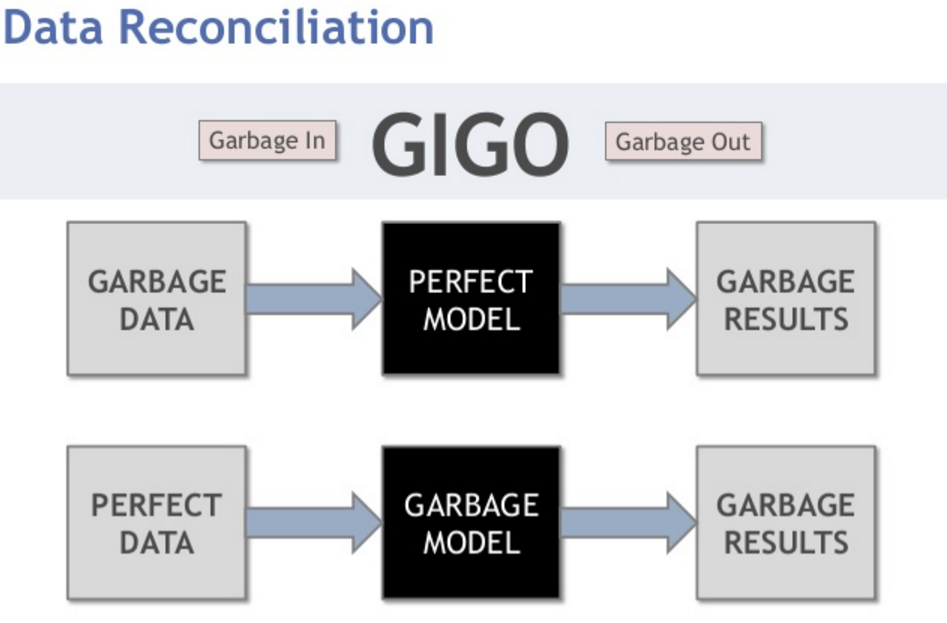 Data Reconciliation
Garbage In
GIGO
Garbage Out
GARBAGE
DATA
PERFECT
MODEL
GARBAGE
RESULTS
PERFECT
DATA
GARBAGE
MODEL
GARBAGE
RESULTS